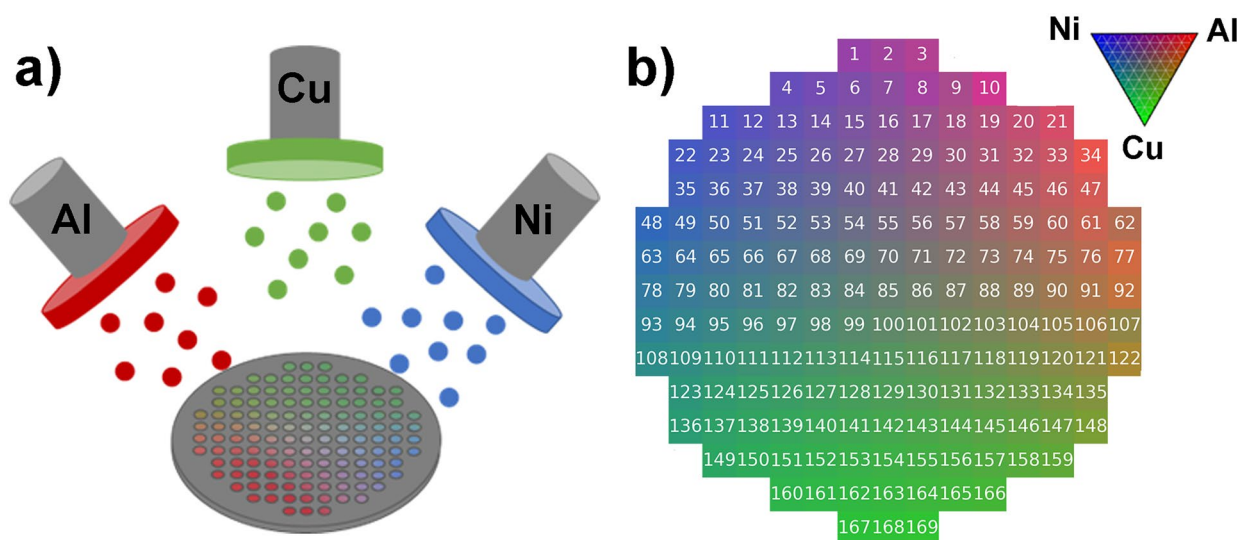 a)
Al
Cu
Ni
b)
Ni
Al
Cu
1 2 3
4 5 6 7 8 9 10
11 12 13 14 15 16 17 18 19 20 21
22 23 24 25 26 27 28 29 30 31 32 33 34
35 36 37 38 39 40 41 42 43 44 45 46 47
48 49 50 51 52 53 54 55 56 57 58 59 60 61 62
63 64 65 66 67 68 69 70 71 72 73 74 75 76 77
78 79 80 81 82 83 84 85 86 87 88 89 90 91 92
93 94 95 96 97 98 99 100 101 102 103 104 105 106 107
108 109 110 111 112 113 114 115 116 117 118 119 120 121 122
123 124 125 126 127 128 129 130 131 132 133 134 135
136 137 138 139 140 141 142 143 144 145 146 147 148
149 150 151 152 153 154 155 156 157 158 159
160 161 162 163 164 165 166
167 168 169